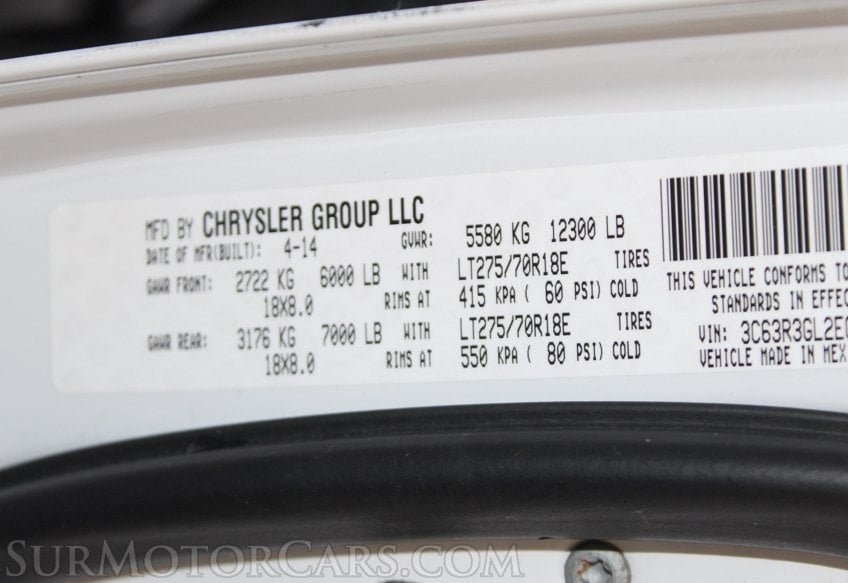 MFD BY CHRYSLER GROUP LLC
DATE OF MFR(BUILT): 4-14 GVWR: 5580 KG 12300 LB
GAWR FRONT: 2722 KG 6000 LB WITH LT275/70R18E TIRES
18X8.0 RIMS AT 415 KPA ( 60 PSI) COLD
GAWR REAR: 3176 KG 7000 LB WITH LT275/70R18E TIRES
18X8.0 RIMS AT 550 KPA ( 80 PSI) COLD
THIS VEHICLE CONFORMS TO
STANDARDS IN EFFEC
VIN: 3C63R3GL2E
VEHICLE MADE IN MEX
SurMotorCars.com